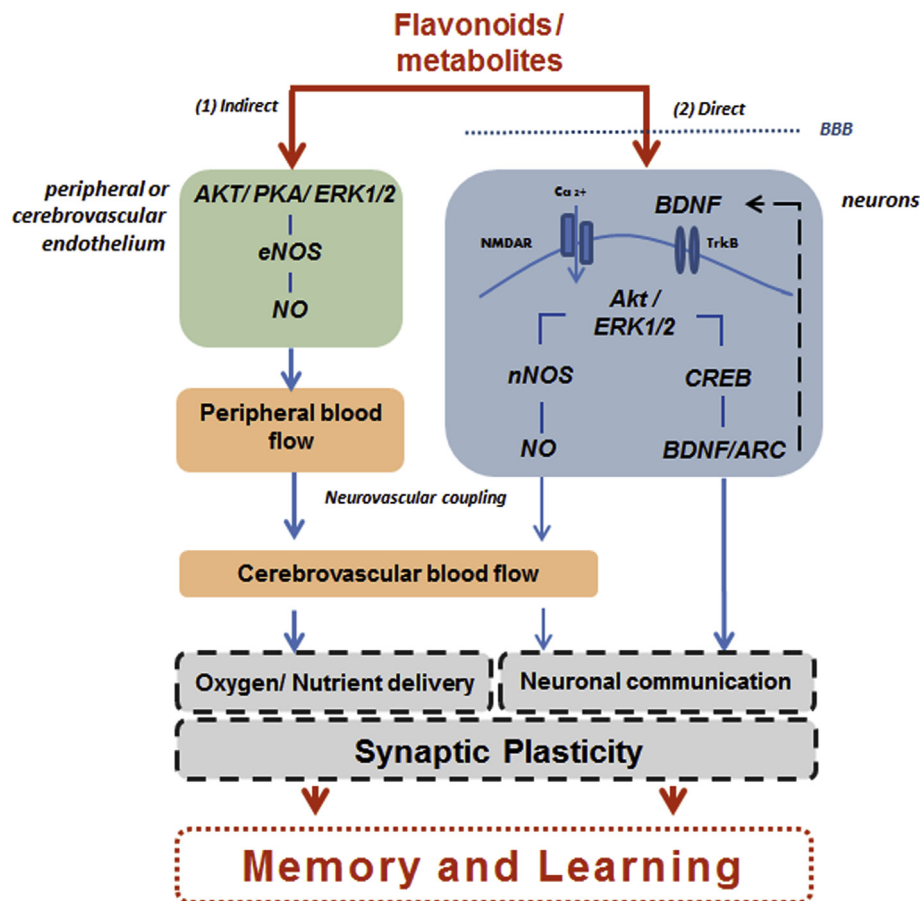 Flavonoids/
metabolites
(1) Indirect
(2) Direct
BBB
peripheral or
cerebrovascular
endothelium
AKT/ PKA/ ERK1/2
eNOS
NO
neurons
Ca 2+
NMDAR
BDNF
TrkB
Akt /
ERK1/2
nNOS
CREB
NO
BDNF/ARC
Peripheral blood
flow
Neurovascular coupling
Cerebrovascular blood flow
Oxygen/ Nutrient delivery
Neuronal communication
Synaptic Plasticity
Memory and Learning